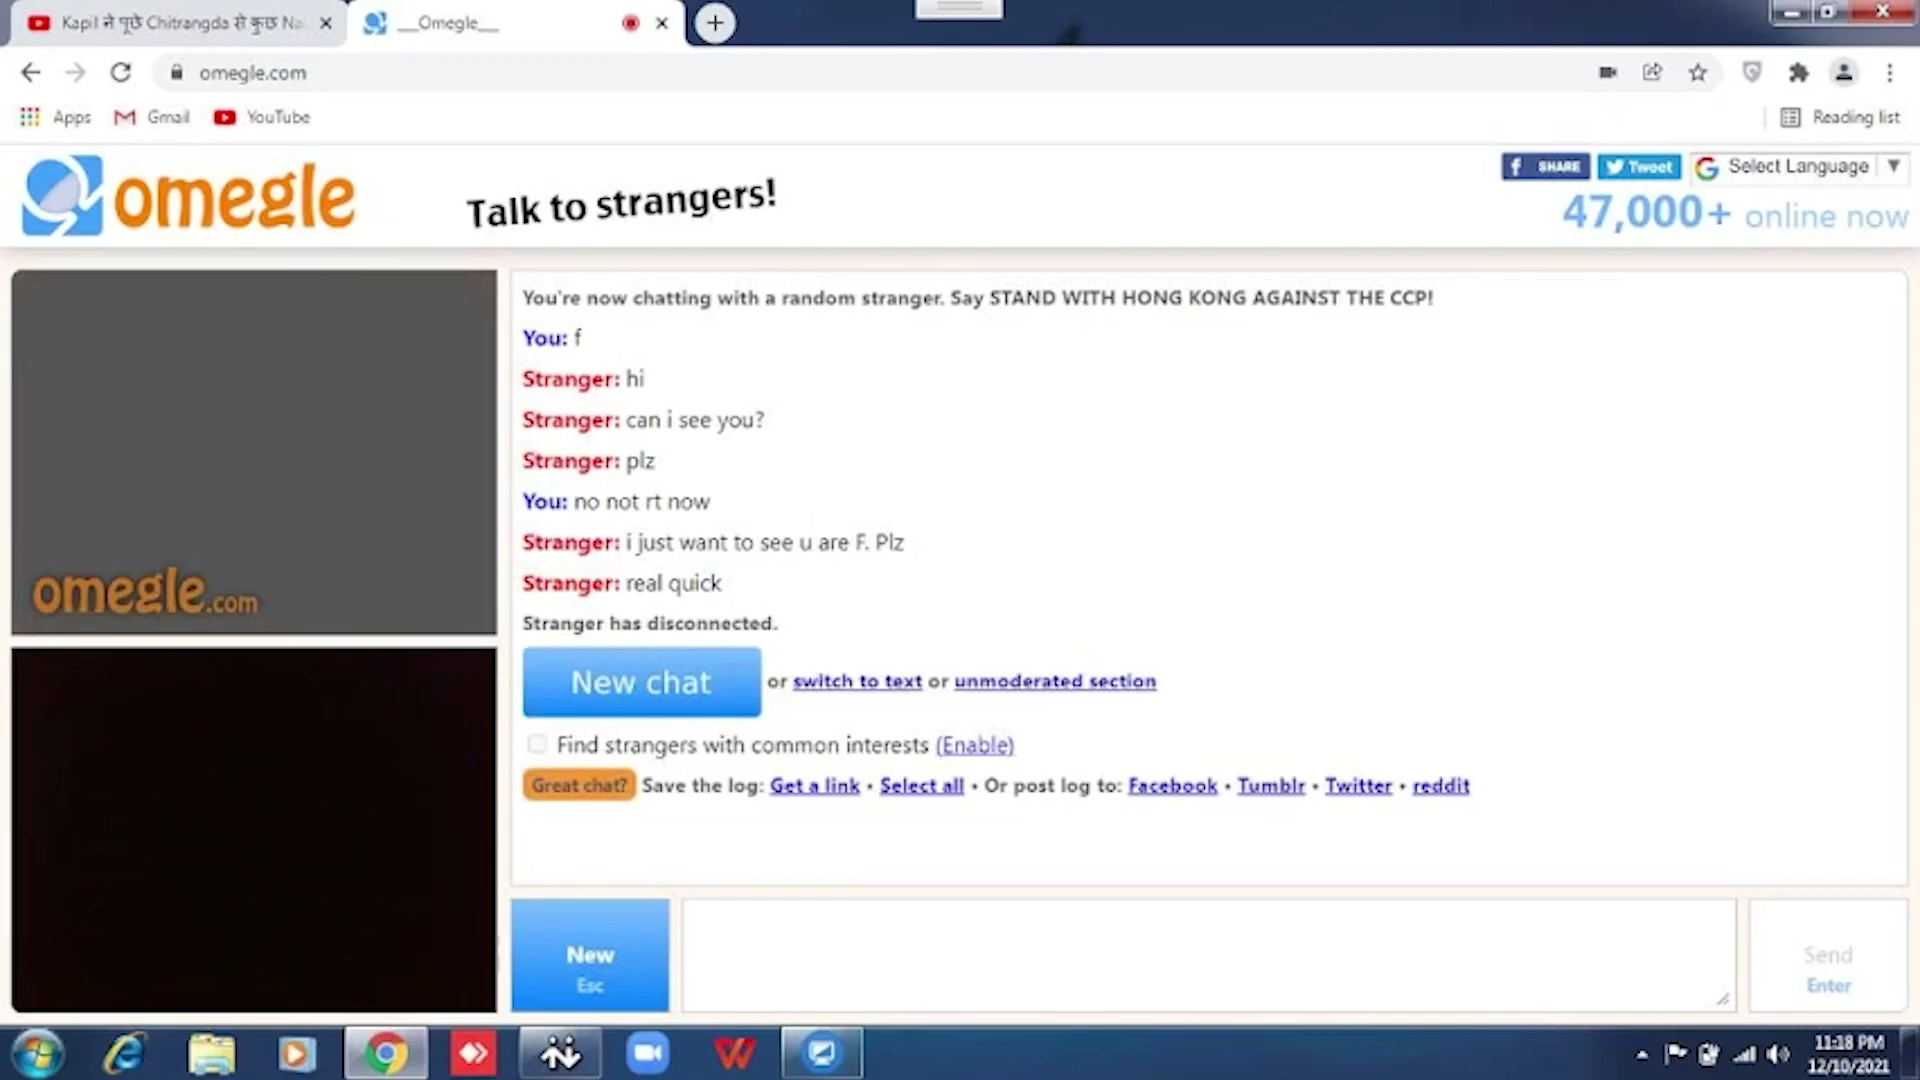 Kapil ने पूछे Chitrangda से कुछ Na
__Omegle__
omegle.com
Apps Gmail YouTube Reading list
omegle Talk to strangers!
f SHARE Tweet G Select Language
47,000+ online now
You're now chatting with a random stranger. Say STAND WITH HONG KONG AGAINST THE CCP!
You: f
Stranger: hi
Stranger: can i see you?
Stranger: plz
You: no not rt now
Stranger: i just want to see u are F. Plz
Stranger: real quick
Stranger has disconnected.
New chat or switch to text or unmoderated section
Find strangers with common interests (Enable)
Great chat? Save the log: Get a link • Select all • Or post log to: Facebook • Tumblr • Twitter • reddit
omegle.com
New
Esc
Send
Enter
11:18 PM
12/10/2021